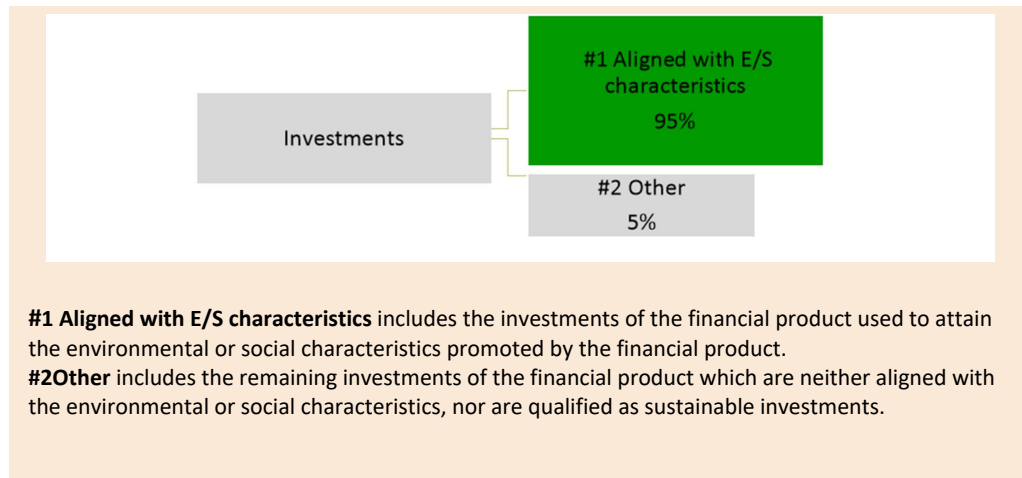 #1 Aligned with E/S
characteristics
95%
Investments
#2 Other
5%
#1 Aligned with E/S characteristics includes the investments of the financial product used to attain
the environmental or social characteristics promoted by the financial product.
#2Other includes the remaining investments of the financial product which are neither aligned with
the environmental or social characteristics, nor are qualified as sustainable investments.